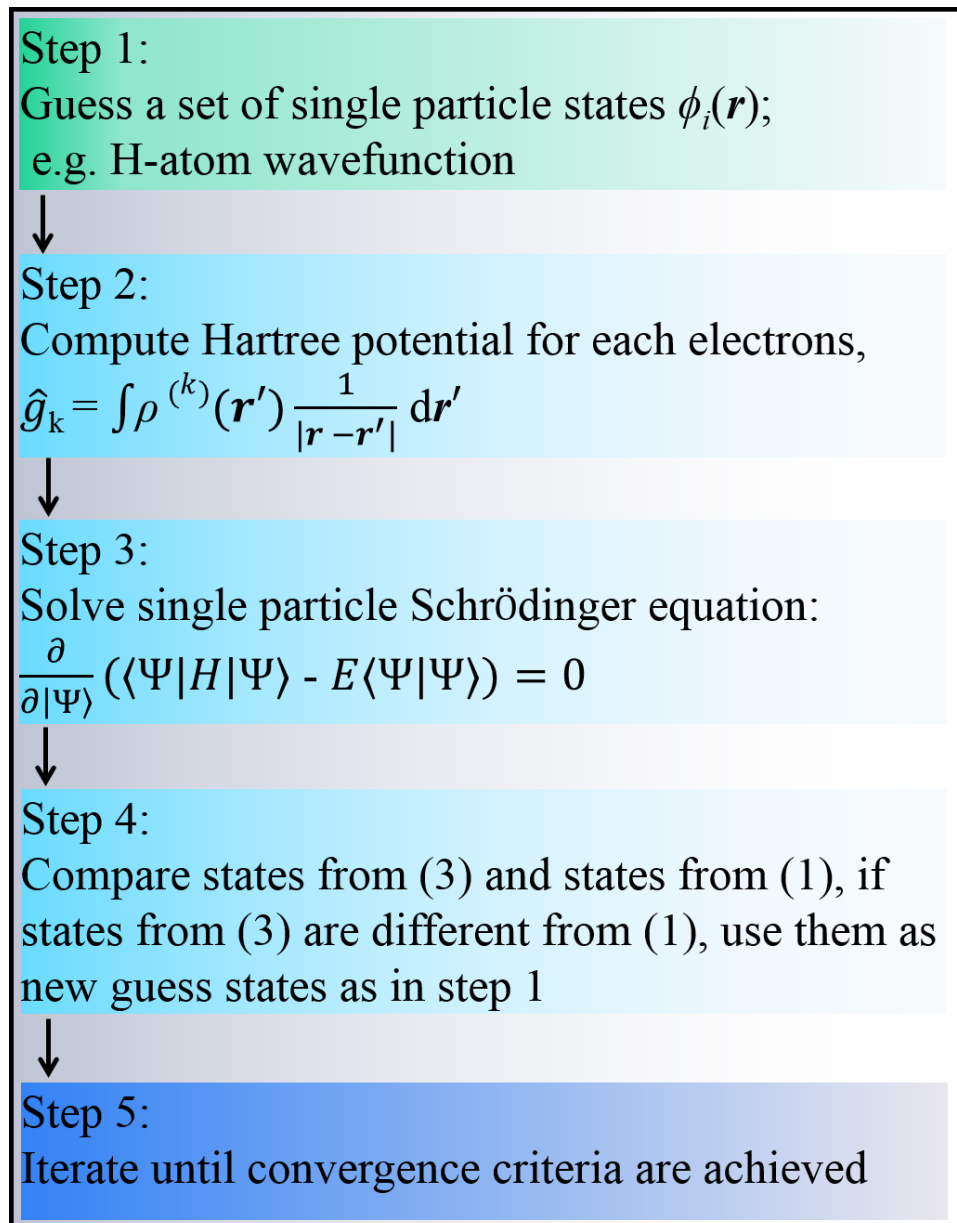 Step 1:
Guess a set of single particle states ϕᵢ(r);
e.g. H-atom wavefunction
Step 2:
Compute Hartree potential for each electrons,
ĝₖ = ∫ρ ⁽ᵏ⁾(r′) 1/|r −r′| dr′
Step 3:
Solve single particle Schrödinger equation:
∂/∂|Ψ⟩ (⟨Ψ|H|Ψ⟩ - E⟨Ψ|Ψ⟩) = 0
Step 4:
Compare states from (3) and states from (1), if
states from (3) are different from (1), use them as
new guess states as in step 1
Step 5:
Iterate until convergence criteria are achieved